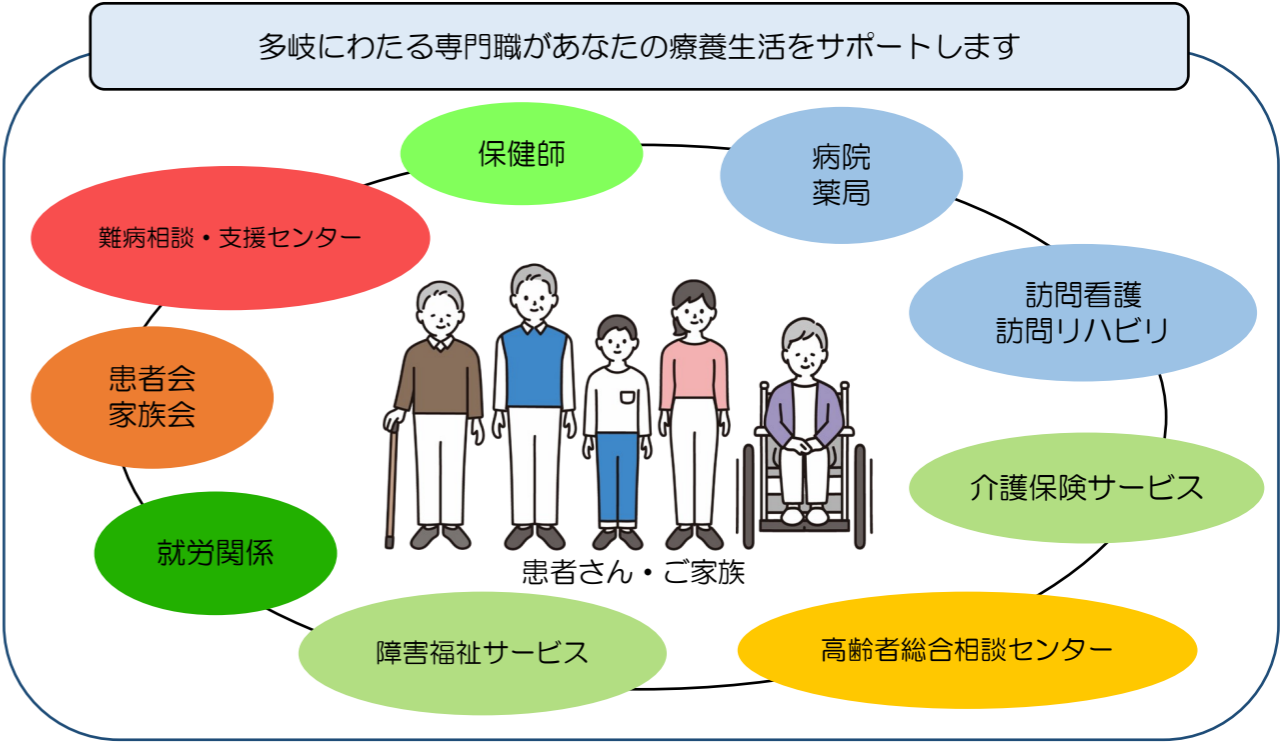 多岐にわたる専門職があなたの療養生活をサポートします
保健師
病院
薬局
難病相談・支援センター
訪問看護
訪問リハビリ
患者会
家族会
介護保険サービス
就労関係
患者さん・ご家族
障害福祉サービス
高齢者総合相談センター